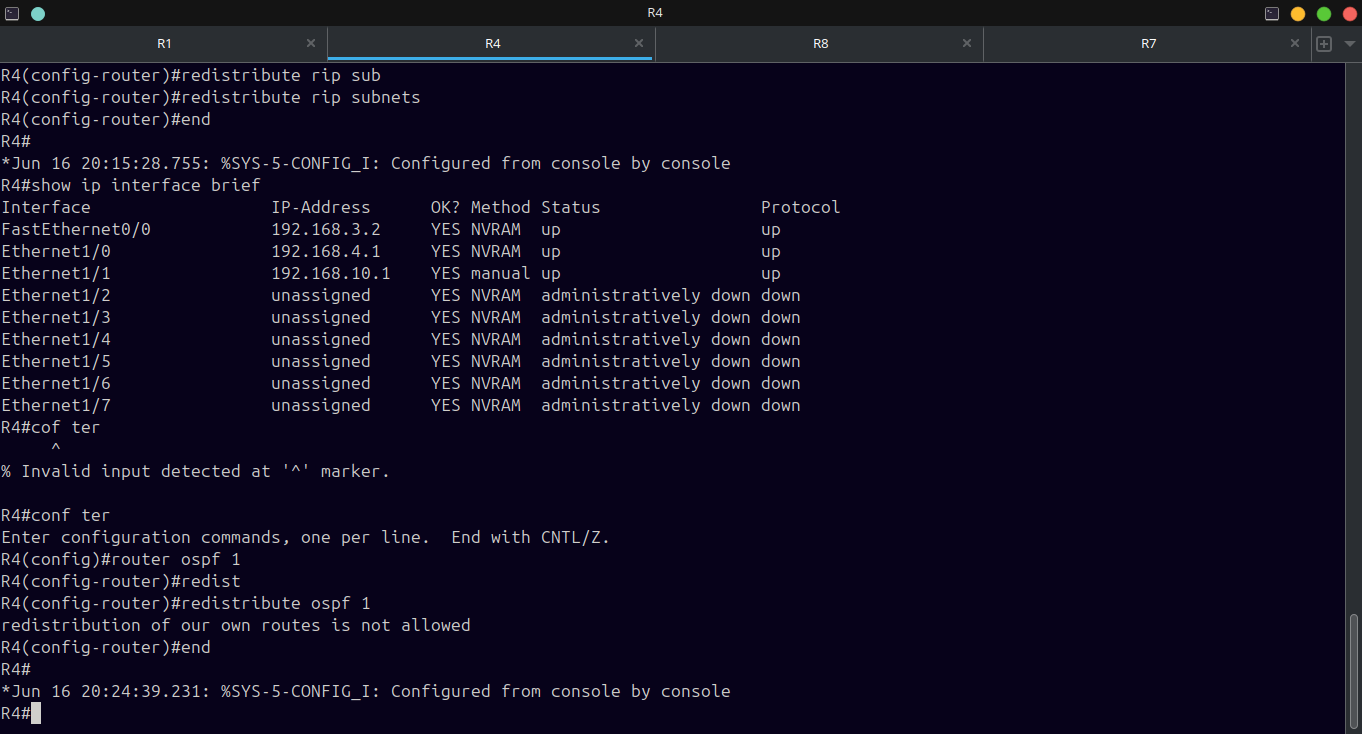 R4
R1
R4
R8
R7
R4(config-router)#redistribute rip sub
R4(config-router)#redistribute rip subnets
R4(config-router)#end
R4#
*Jun 16 20:15:28.755: %SYS-5-CONFIG_I: Configured from console by console
R4#show ip interface brief
Interface                  IP-Address      OK? Method Status                Protocol
FastEthernet0/0            192.168.3.2     YES NVRAM  up                    up
Ethernet1/0                192.168.4.1     YES NVRAM  up                    up
Ethernet1/1                192.168.10.1    YES manual up                    up
Ethernet1/2                unassigned      YES NVRAM  administratively down down
Ethernet1/3                unassigned      YES NVRAM  administratively down down
Ethernet1/4                unassigned      YES NVRAM  administratively down down
Ethernet1/5                unassigned      YES NVRAM  administratively down down
Ethernet1/6                unassigned      YES NVRAM  administratively down down
Ethernet1/7                unassigned      YES NVRAM  administratively down down
R4#cof ter
     ^
% Invalid input detected at '^' marker.
R4#conf ter
Enter configuration commands, one per line.  End with CNTL/Z.
R4(config)#router ospf 1
R4(config-router)#redist
R4(config-router)#redistribute ospf 1
redistribution of our own routes is not allowed
R4(config-router)#end
R4#
*Jun 16 20:24:39.231: %SYS-5-CONFIG_I: Configured from console by console
R4#